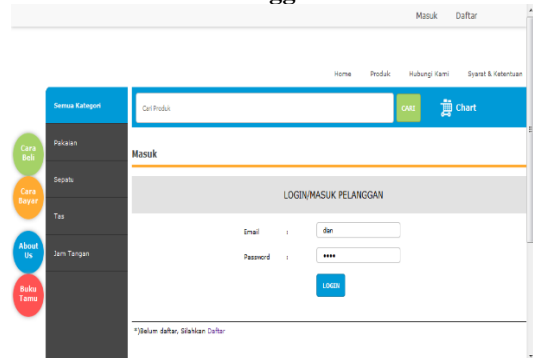 Masuk Daftar
Home Produk Hubungi Kami Syarat & Ketentuan
Semua Kategori
Cari Produk
CARI
Chart
Pakaian
Sepatu
Tas
Jam Tangan
Cara
Beli
Cara
Bayar
About
Us
Buku
Tamu
Masuk
LOGIN/MASUK PELANGGAN
Email : dan
Password : ••••
LOGIN
*)Belum daftar, Silahkan Daftar